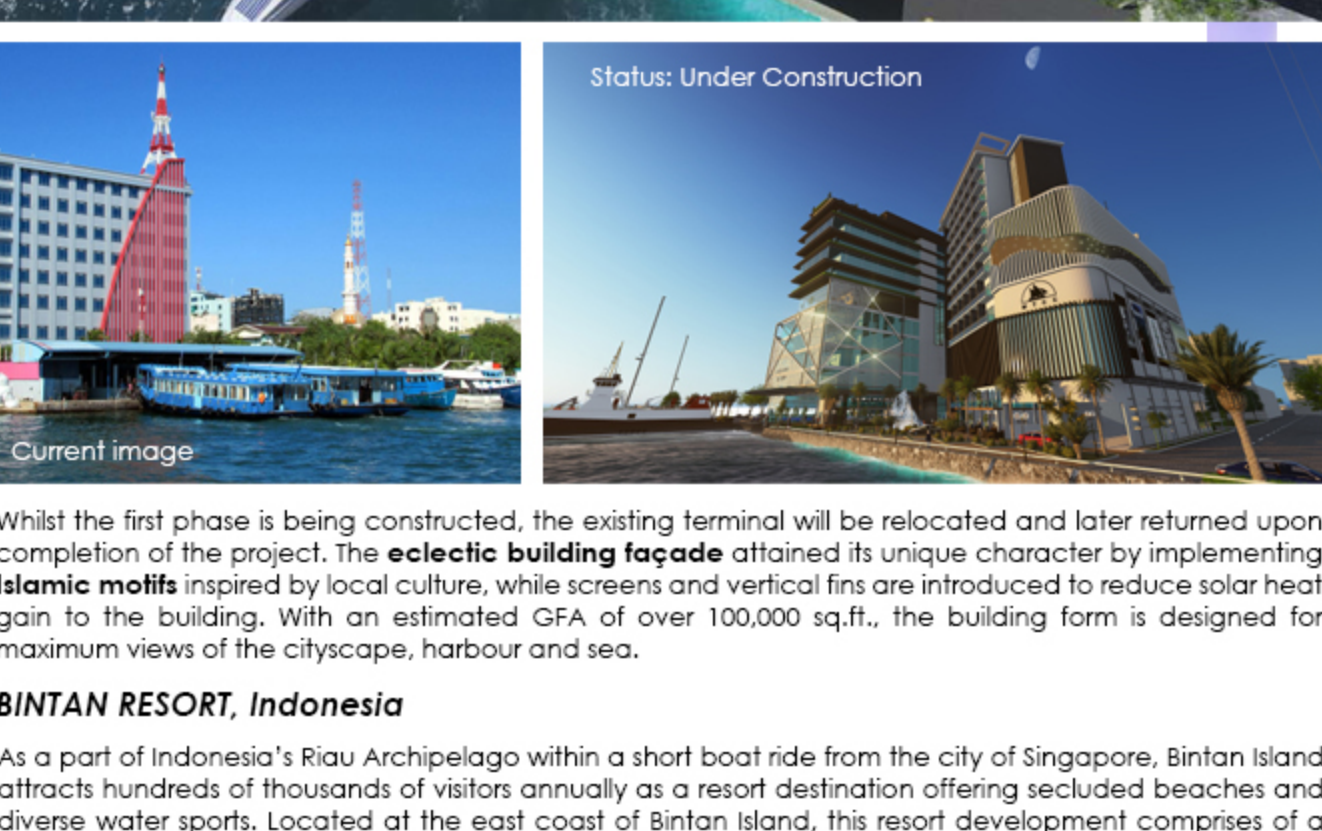 Status: Under Construction
Current image
Whilst the first phase is being constructed, the existing terminal will be relocated and later returned upon
completion of the project. The eclectic building façade attained its unique character by implementing
Islamic motifs inspired by local culture, while screens and vertical fins are introduced to reduce solar heat
gain to the building. With an estimated GFA of over 100,000 sq.ft., the building form is designed for
maximum views of the cityscape, harbour and sea.
BINTAN RESORT, Indonesia
As a part of Indonesia's Riau Archipelago within a short boat ride from the city of Singapore, Bintan Island
attracts hundreds of thousands of visitors annually as a resort destination offering secluded beaches and
diverse water sports. Located at the east coast of Bintan Island, this resort development comprises of a